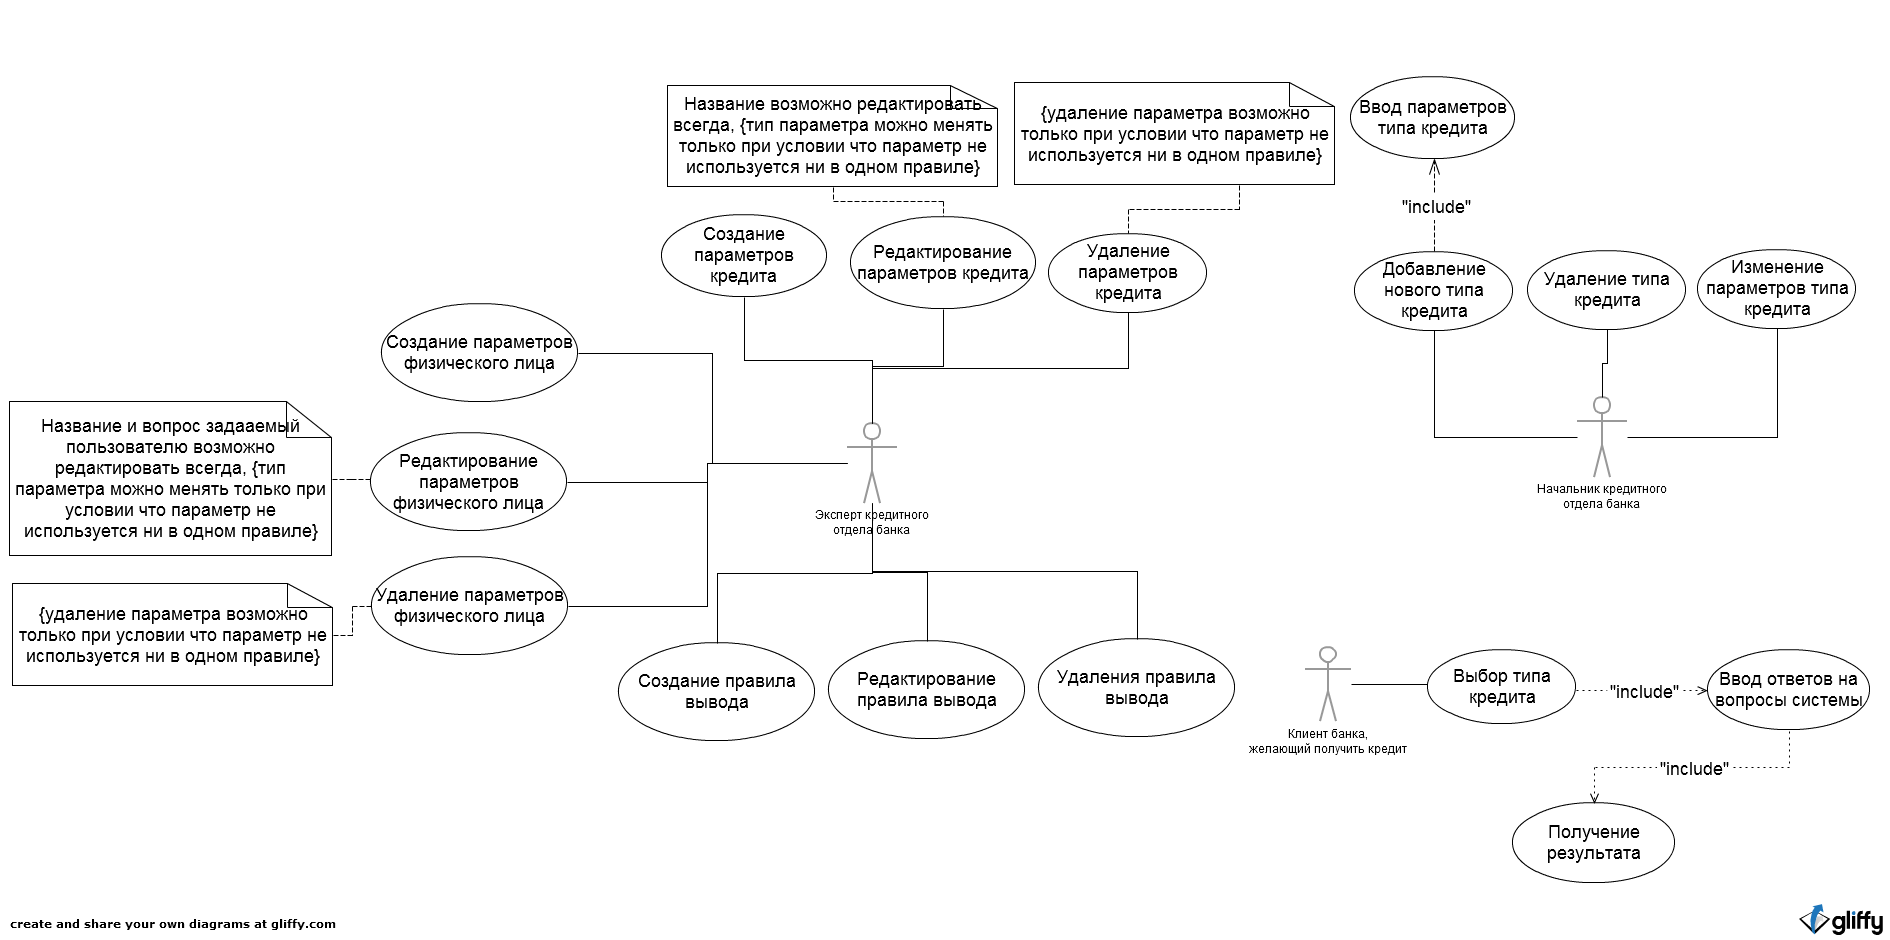 Название возможно редактировать
всегда, {тип параметра можно менять
только при условии что параметр не
используется ни в одном правиле}
{удаление параметра возможно
только при условии что параметр не
используется ни в одном правиле}
Ввод параметров
типа кредита
"include"
Создание
параметров
кредита
Редактирование
параметров кредита
Удаление
параметров
кредита
Добавление
нового типа
кредита
Удаление типа
кредита
Изменение
параметров типа
кредита
Создание параметров
физического лица
Название и вопрос задааемый
пользователю возможно
редактировать всегда, {тип
параметра можно менять только при
условии что параметр не
используется ни в одном правиле}
Редактирование
параметров
физического лица
Эксперт кредитного
отдела банка
Начальник кредитного
отдела банка
{удаление параметра возможно
только при условии что параметр не
используется ни в одном правиле}
Удаление параметров
физического лица
Создание правила
вывода
Редактирование
правила вывода
Удаления правила
вывода
Клиент банка,
желающий получить кредит
Выбор типа
кредита
"include"
Ввод ответов на
вопросы системы
"include"
Получение
результата
create and share your own diagrams at gliffy.com
gliffy